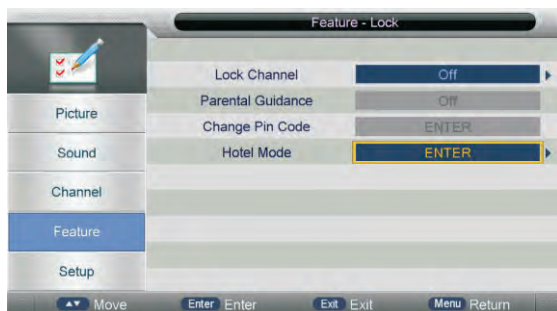 Feature - Lock
Lock Channel Off
Parental Guidance Off
Change Pin Code ENTER
Hotel Mode ENTER
Picture
Sound
Channel
Feature
Setup
Move Enter Enter Exit Exit Menu Return